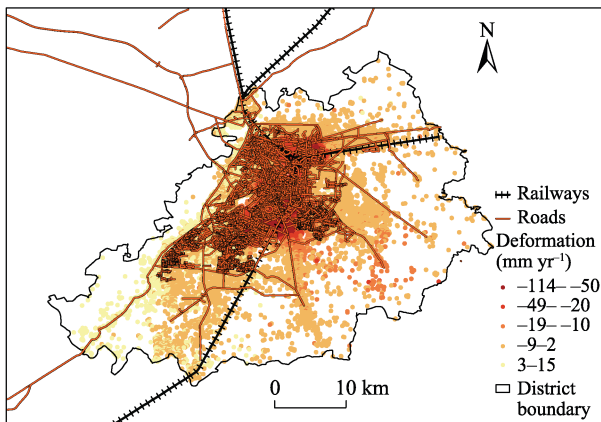 N
Railways
Roads
Deformation
(mm yr⁻¹)
−114– −50
−49– −20
−19– −10
−9–2
3–15
District
boundary
0 10 km